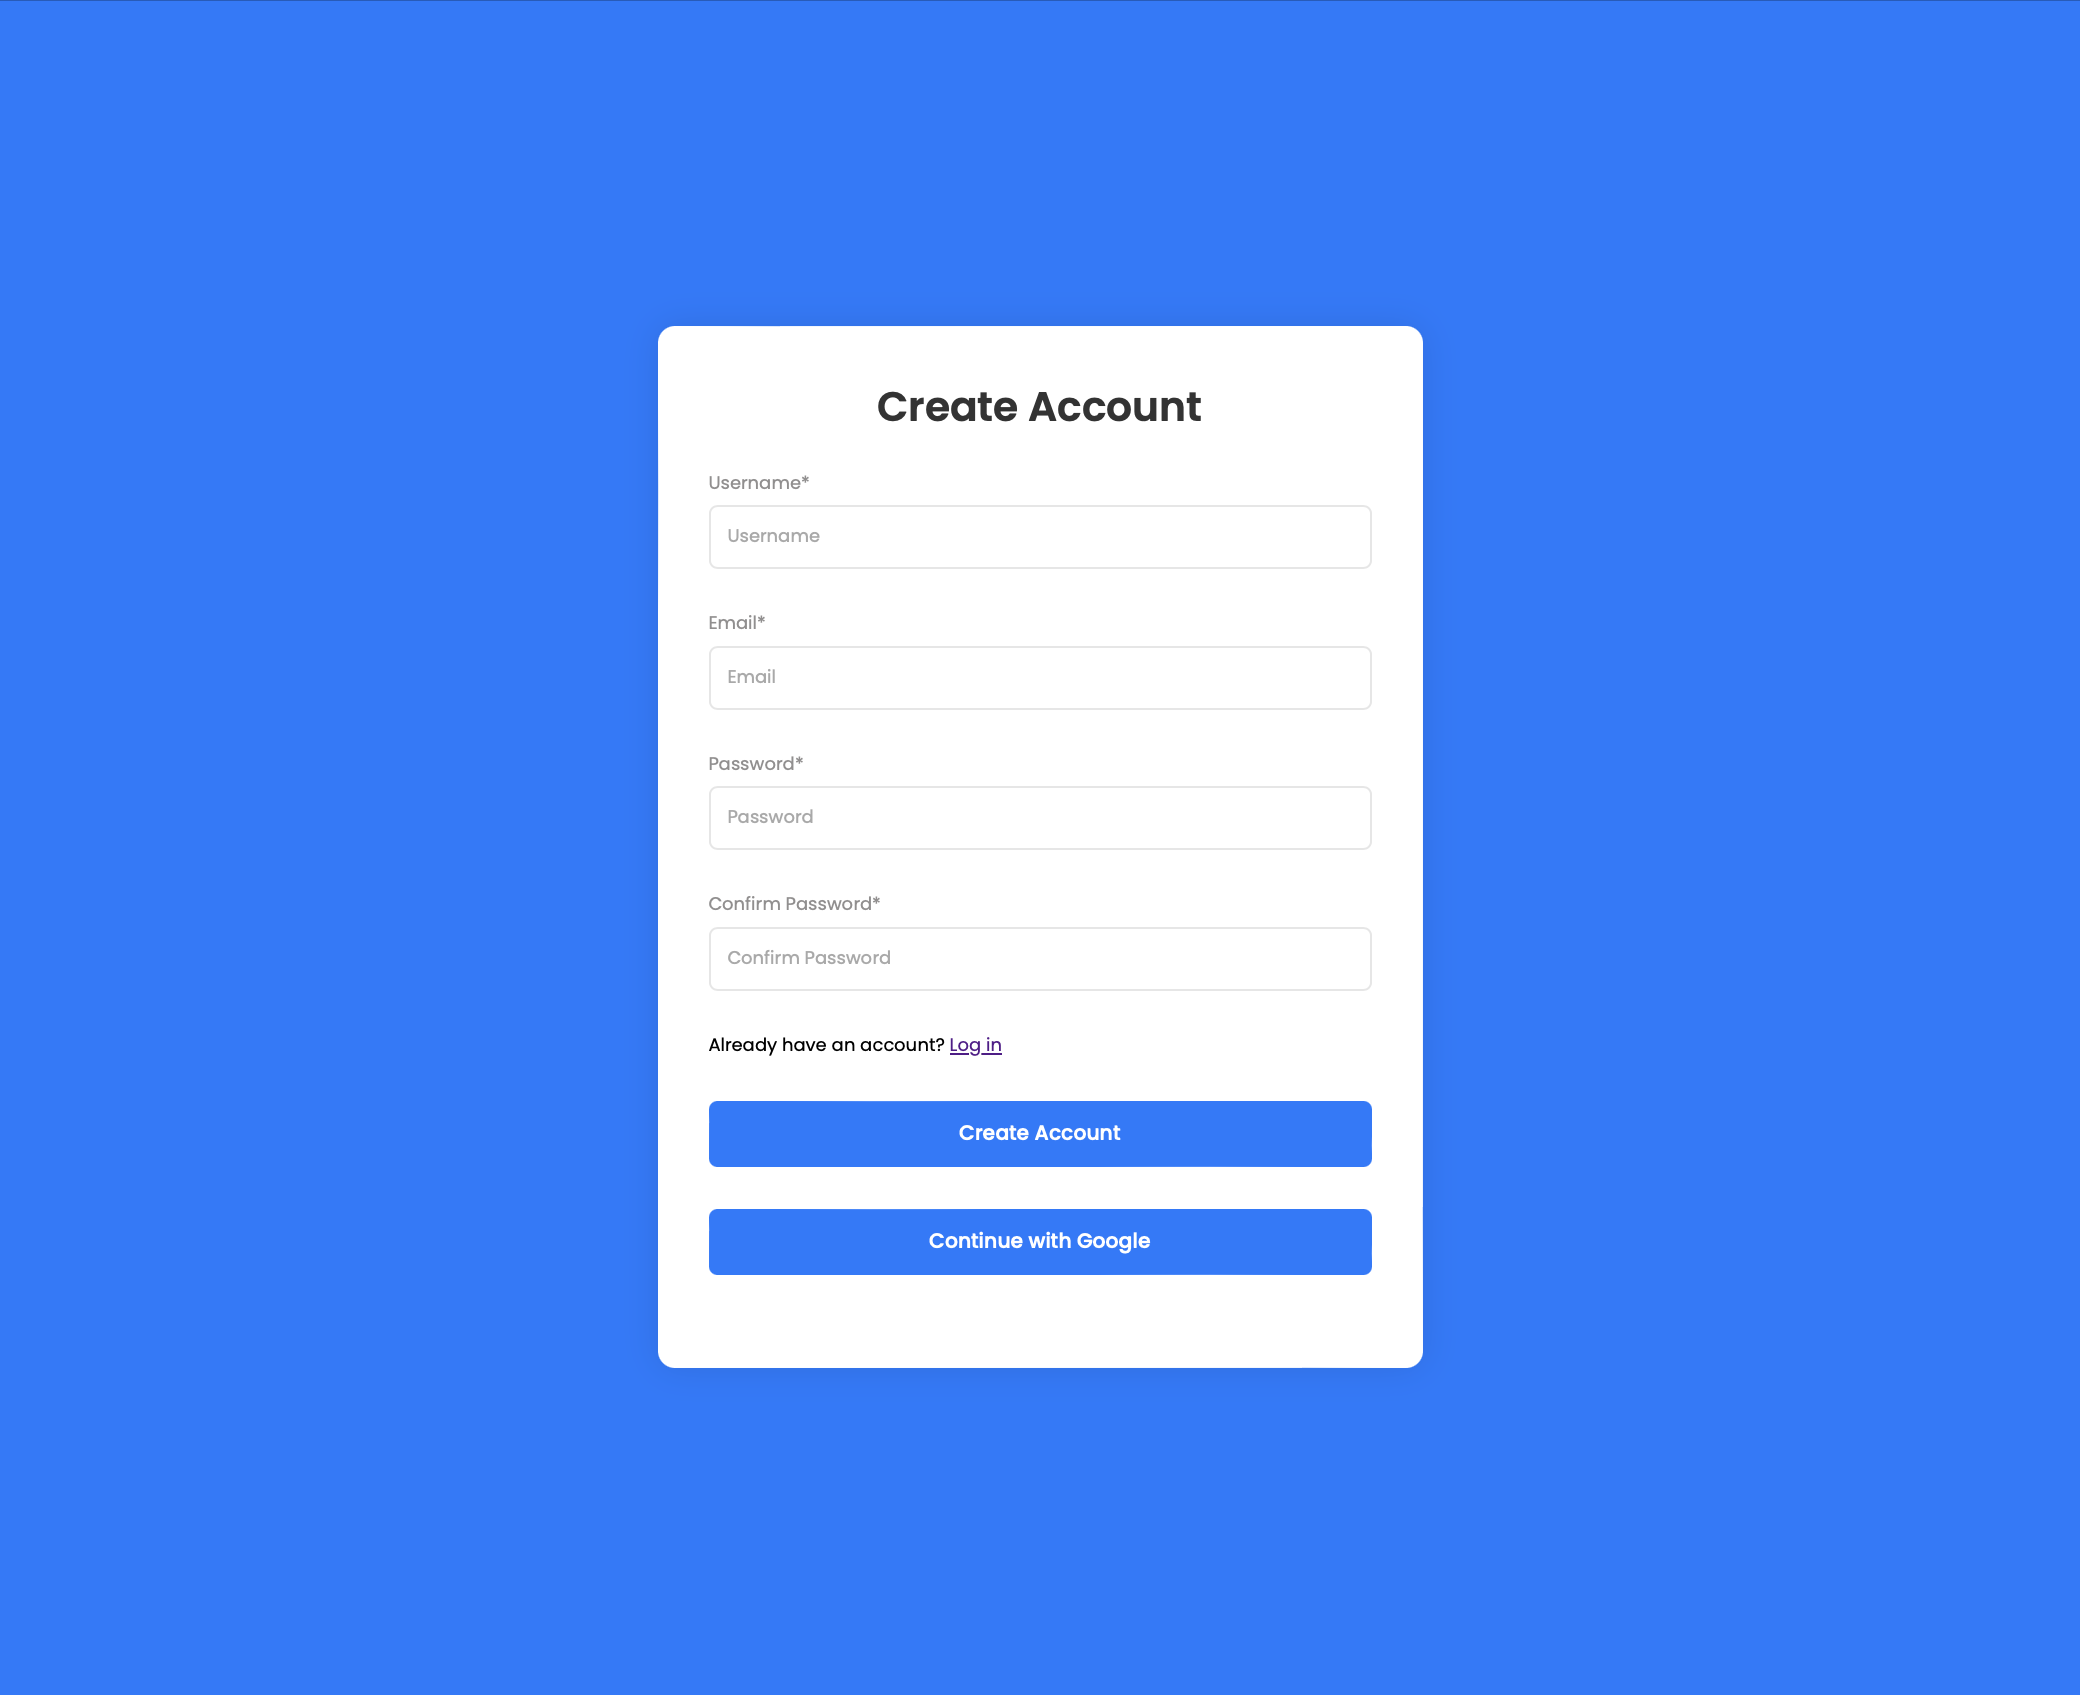 Create Account
Username*
Username
Email*
Email
Password*
Password
Confirm Password*
Confirm Password
Already have an account? Log in
Create Account
Continue with Google